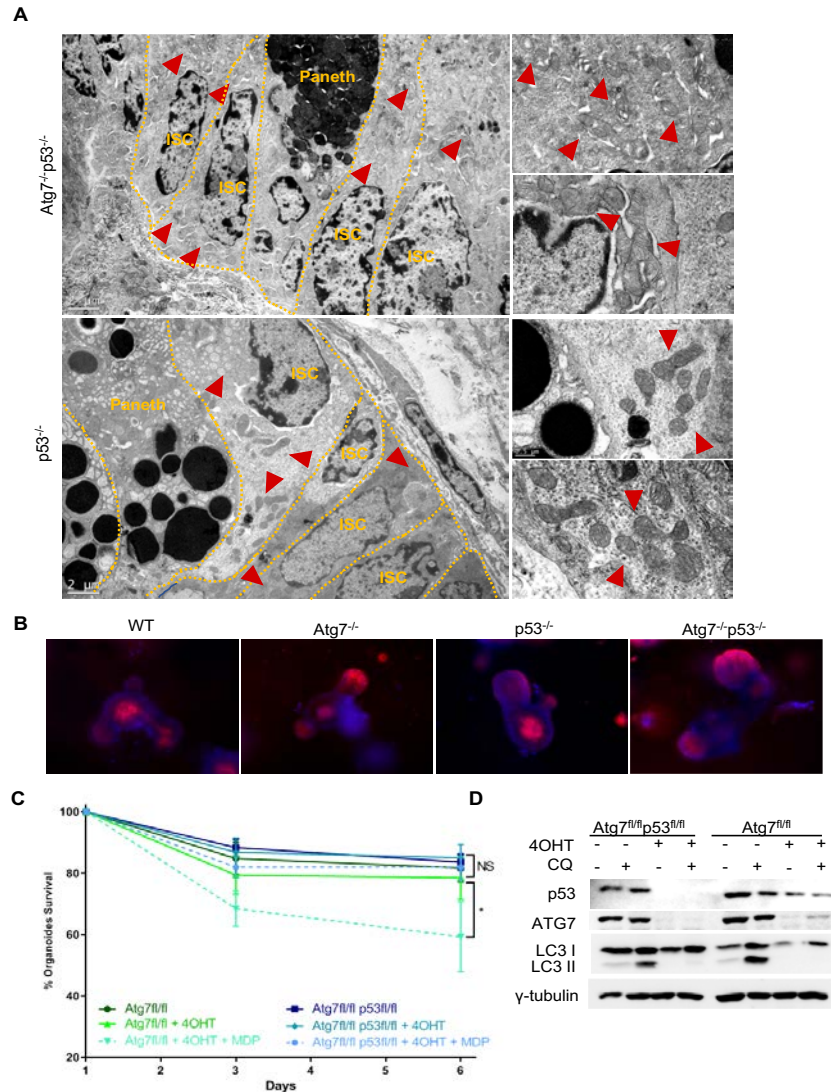 A
Atg7-/-p53-/-
Paneth
ISC
ISC
ISC
ISC
p53-/-
Paneth
ISC
ISC
ISC
ISC
2 µm
B
WT
Atg7-/-
p53-/-
Atg7-/-p53-/-
C
% Organoides Survival
100
80
60
40
20
1
2
3
4
5
6
Days
NS
*
Atg7fl/fl
Atg7fl/fl + 4OHT
Atg7fl/fl + 4OHT + MDP
Atg7fl/fl p53fl/fl
Atg7fl/fl p53fl/fl + 4OHT
Atg7fl/fl p53fl/fl + 4OHT + MDP
D
Atg7fl/flp53fl/fl Atg7fl/fl
4OHT - - + + - - + +
CQ - + - + - + - +
p53
ATG7
LC3 I
LC3 II
γ-tubulin